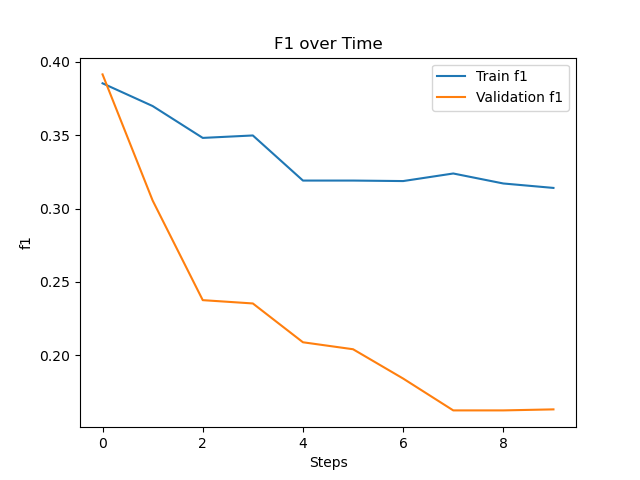 F1 over Time
Train f1
Validation f1
0.40
0.35
0.30
0.25
0.20
f1
0 2 4 6 8
Steps